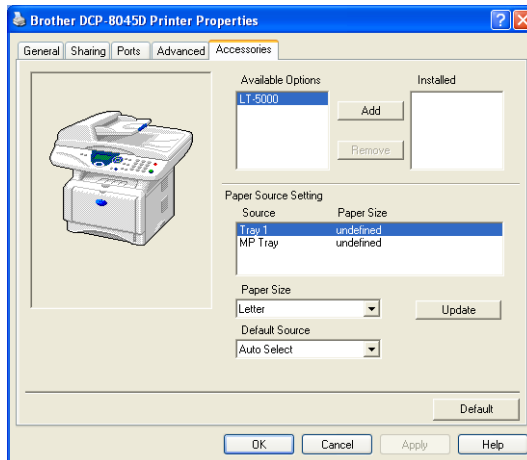 Brother DCP-8045D Printer Properties
General Sharing Ports Advanced Accessories
Available Options Installed
LT-5000
Add
Remove
Paper Source Setting
Source Paper Size
Tray 1 undefined
MP Tray undefined
Paper Size
Letter Update
Default Source
Auto Select
Default
OK Cancel Apply Help